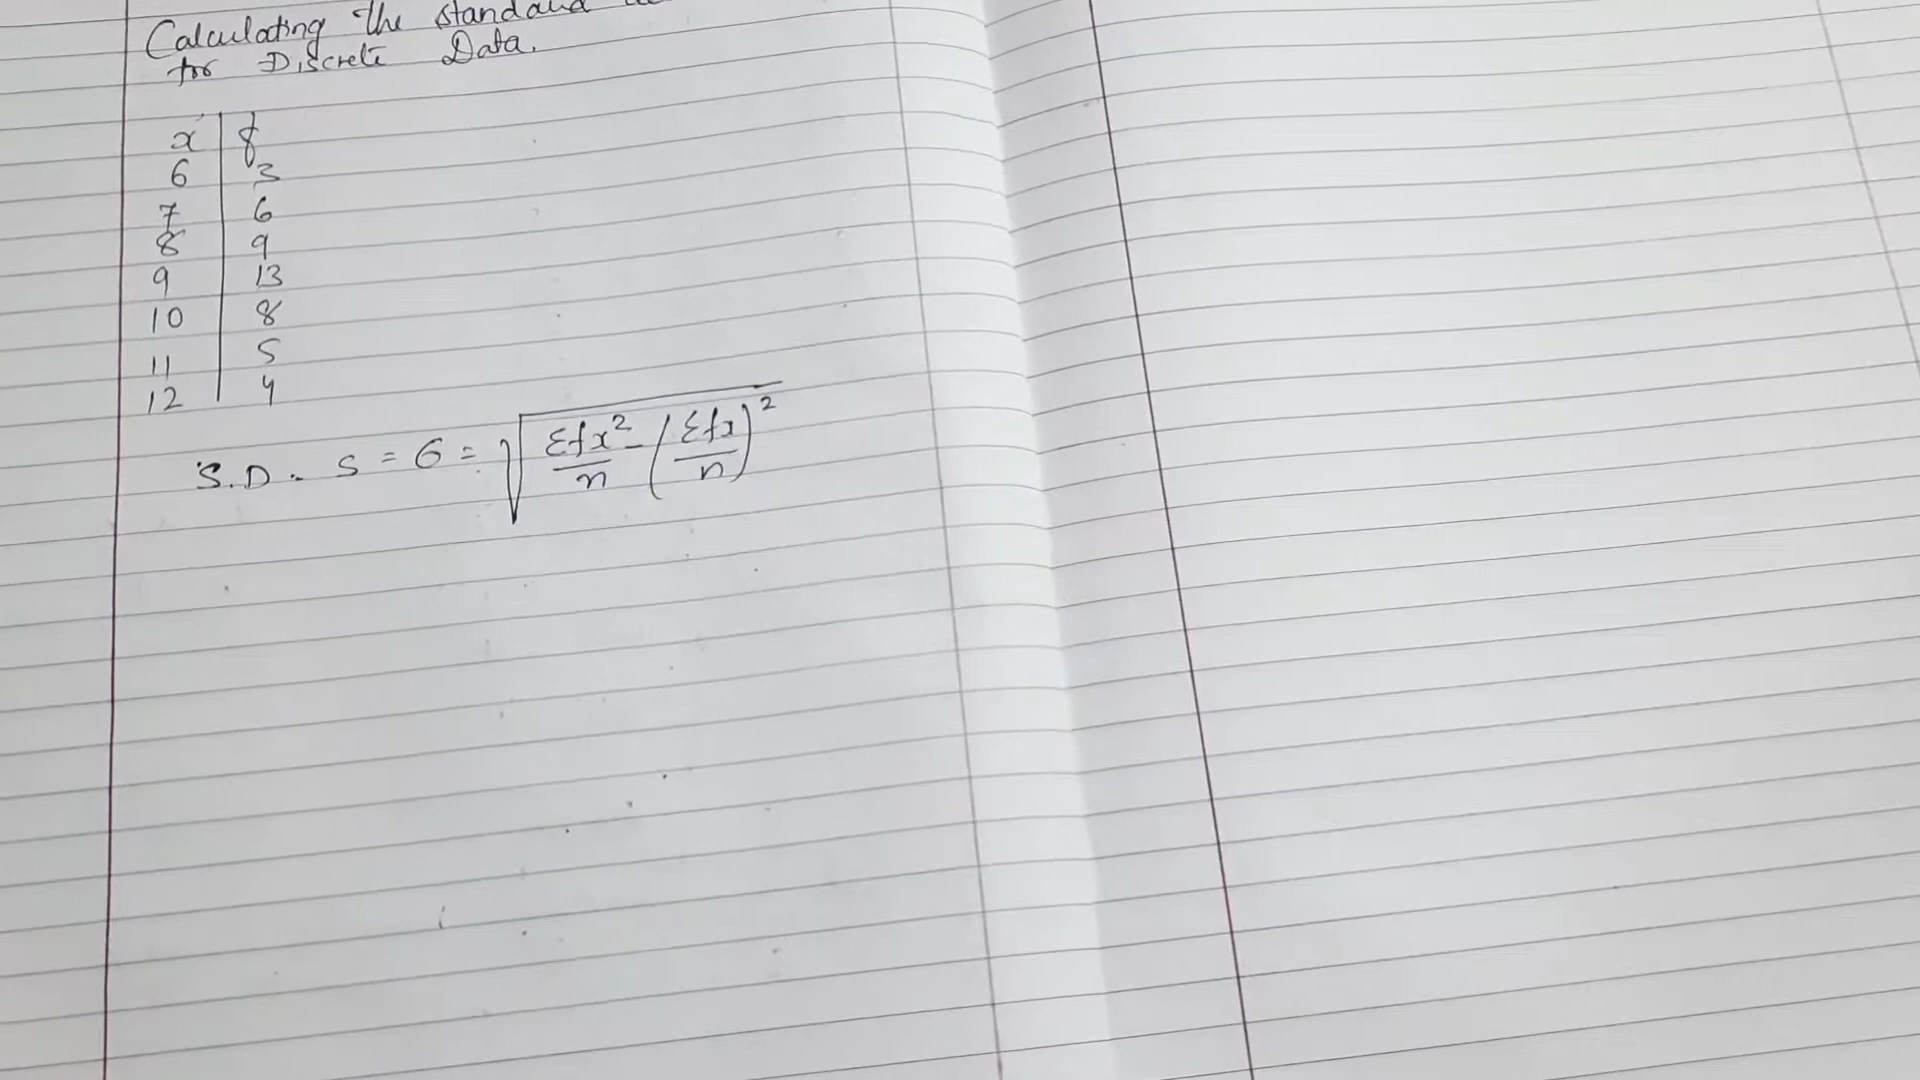 Calculating the standard
for Discrete Data.
x | f
6 | 3
7 | 6
8 | 9
9 | 13
10 | 8
11 | 5
12 | 4
S.D. s = σ = √(Σfx²/n - (Σfx/n)²)